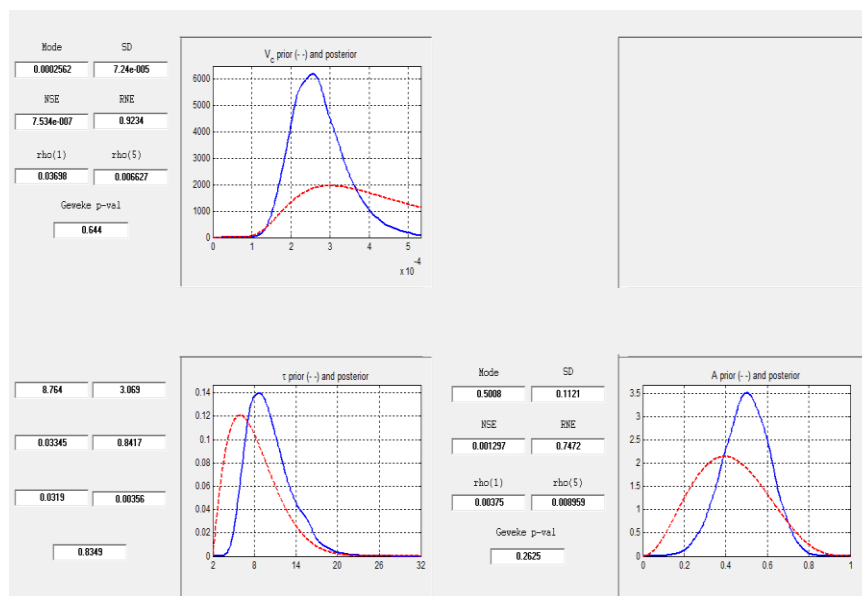 Mode SD
0.0002562 7.24e-005
NSE RNE
7.534e-007 0.9234
rho(1) rho(5)
0.03698 0.006627
Geweke p-val
0.644
V_c prior (- -) and posterior
6000
5000
4000
3000
2000
1000
0
0 1 2 3 4 5
x 10
-4
8.764 3.069
0.03345 0.8417
0.0319 0.00356
0.8349
τ prior (- -) and posterior
0.14
0.12
0.1
0.08
0.06
0.04
0.02
0
2 8 14 20 26 32
Mode SD
0.5008 0.1121
NSE RNE
0.001297 0.7472
rho(1) rho(5)
0.00375 0.008959
Geweke p-val
0.2625
A prior (- -) and posterior
3.5
3
2.5
2
1.5
1
0.5
0
0 0.2 0.4 0.6 0.8 1